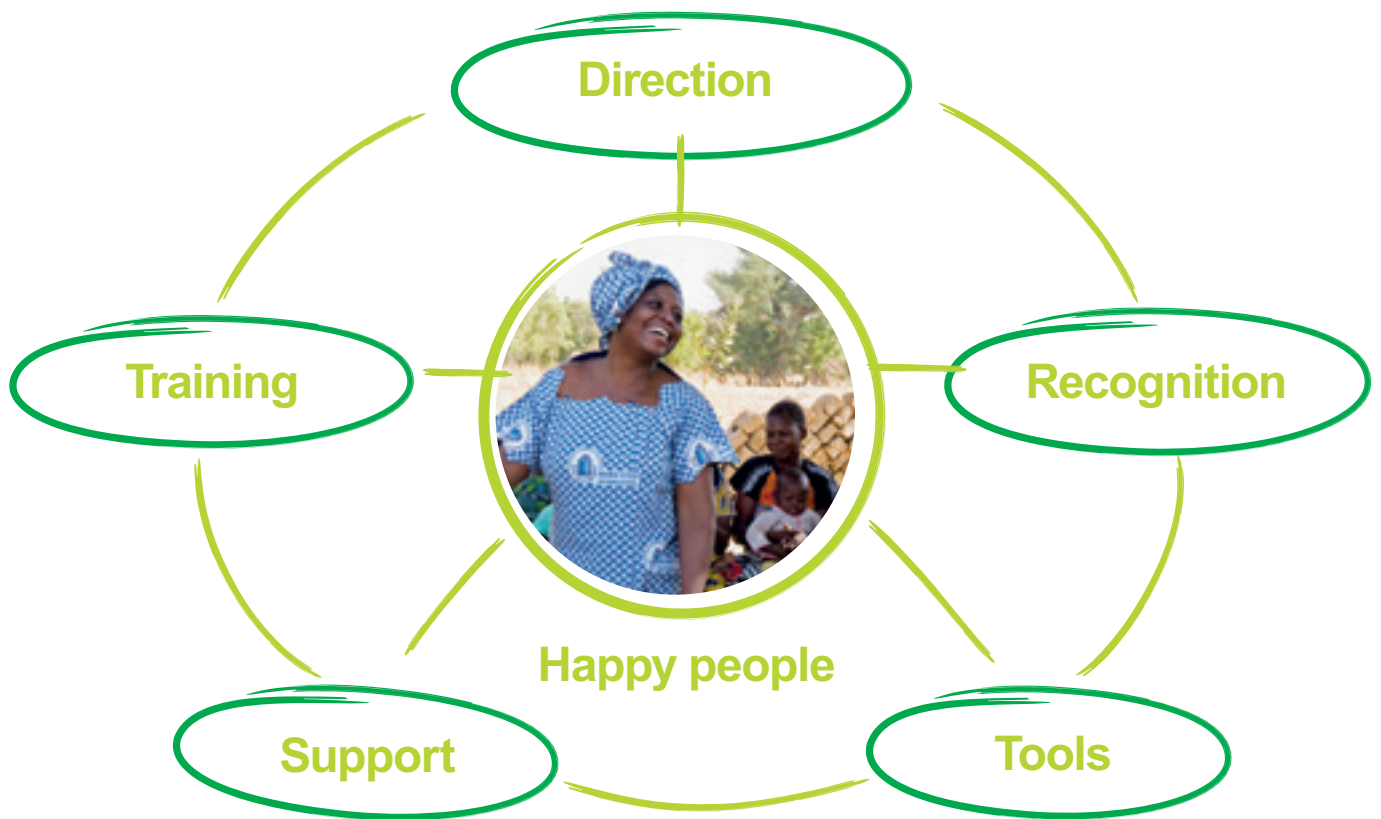 Direction
Training
Recognition
Happy people
Support
Tools